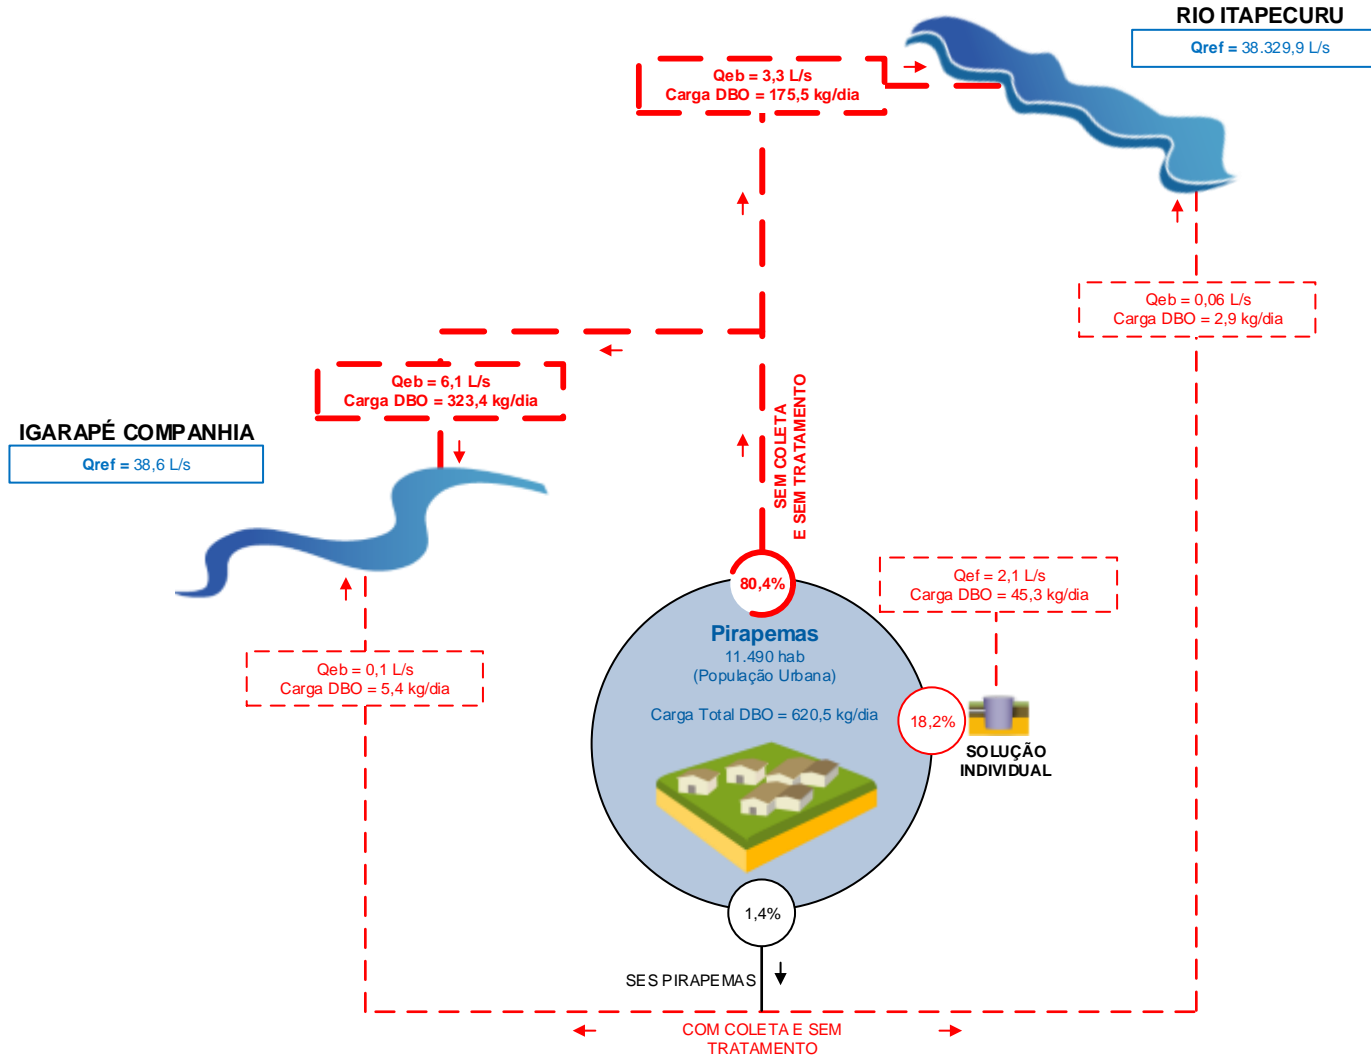 RIO ITAPECURU
Qref = 38.329,9 L/s
Qeb = 3,3 L/s
Carga DBO = 175,5 kg/dia
Qeb = 0,06 L/s
Carga DBO = 2,9 kg/dia
Qeb = 6,1 L/s
Carga DBO = 323,4 kg/dia
IGARAPÉ COMPANHIA
Qref = 38,6 L/s
SEM COLETA
E SEM TRATAMENTO
80,4%
Qef = 2,1 L/s
Carga DBO = 45,3 kg/dia
Pirapemas
11.490 hab
(População Urbana)
Carga Total DBO = 620,5 kg/dia
Qeb = 0,1 L/s
Carga DBO = 5,4 kg/dia
18,2%
SOLUÇÃO
INDIVIDUAL
1,4%
SES PIRAPEMAS
COM COLETA E SEM
TRATAMENTO